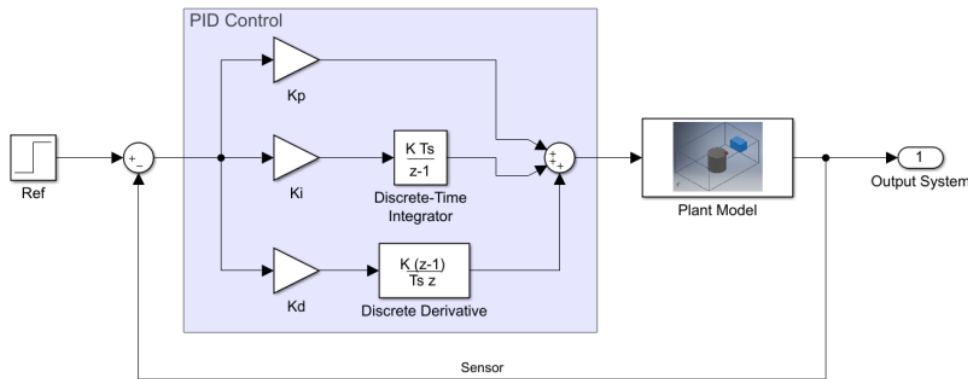 PID Control
Kp
Ref
+
−
Ki
K Ts
z-1
Discrete-Time
Integrator
+
+
+
Plant Model
1
Output System
Kd
K (z-1)
Ts z
Discrete Derivative
Sensor